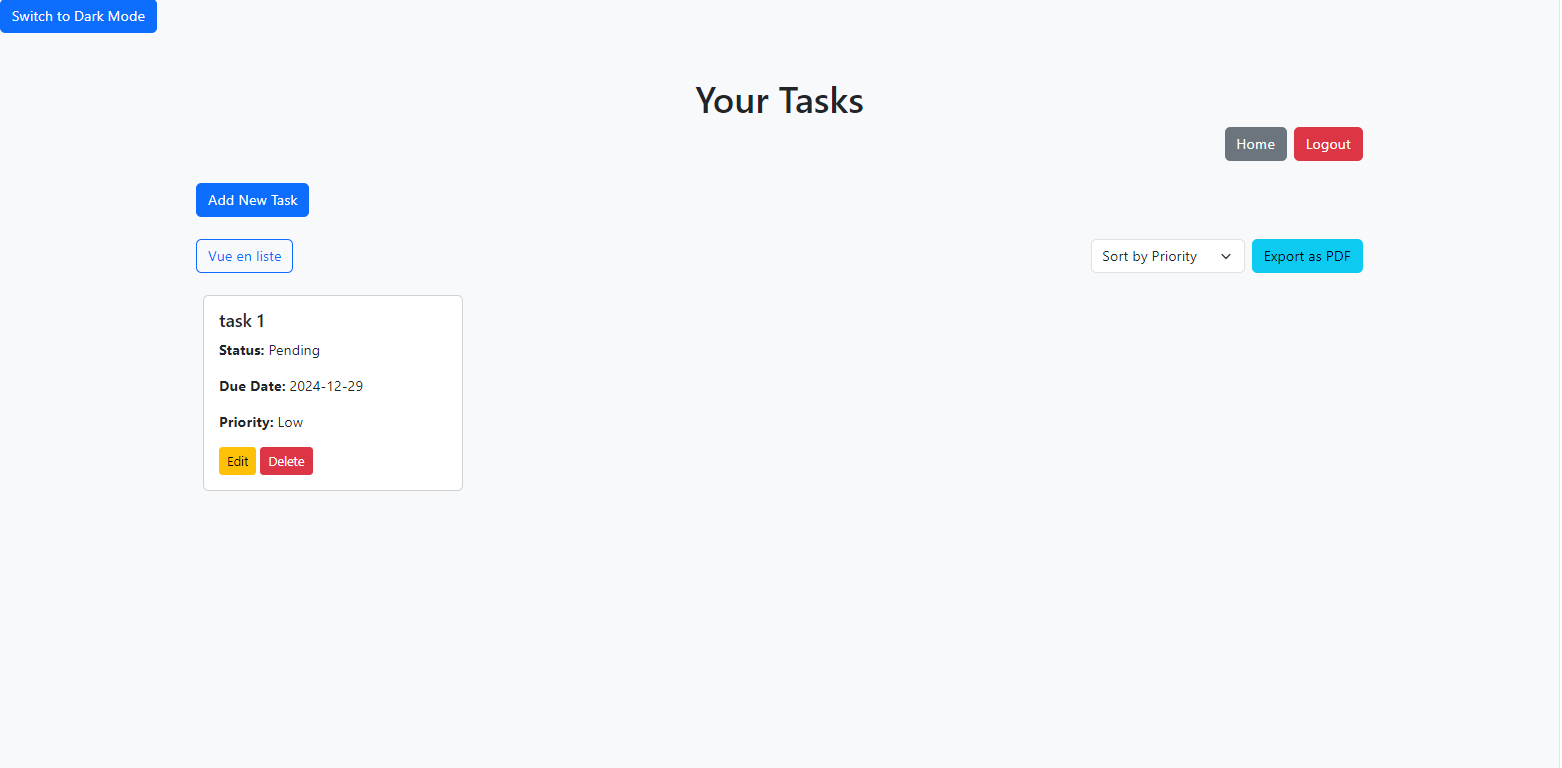 Switch to Dark Mode
Your Tasks
Home Logout
Add New Task
Vue en liste Sort by Priority Export as PDF
task 1
Status: Pending
Due Date: 2024-12-29
Priority: Low
Edit Delete